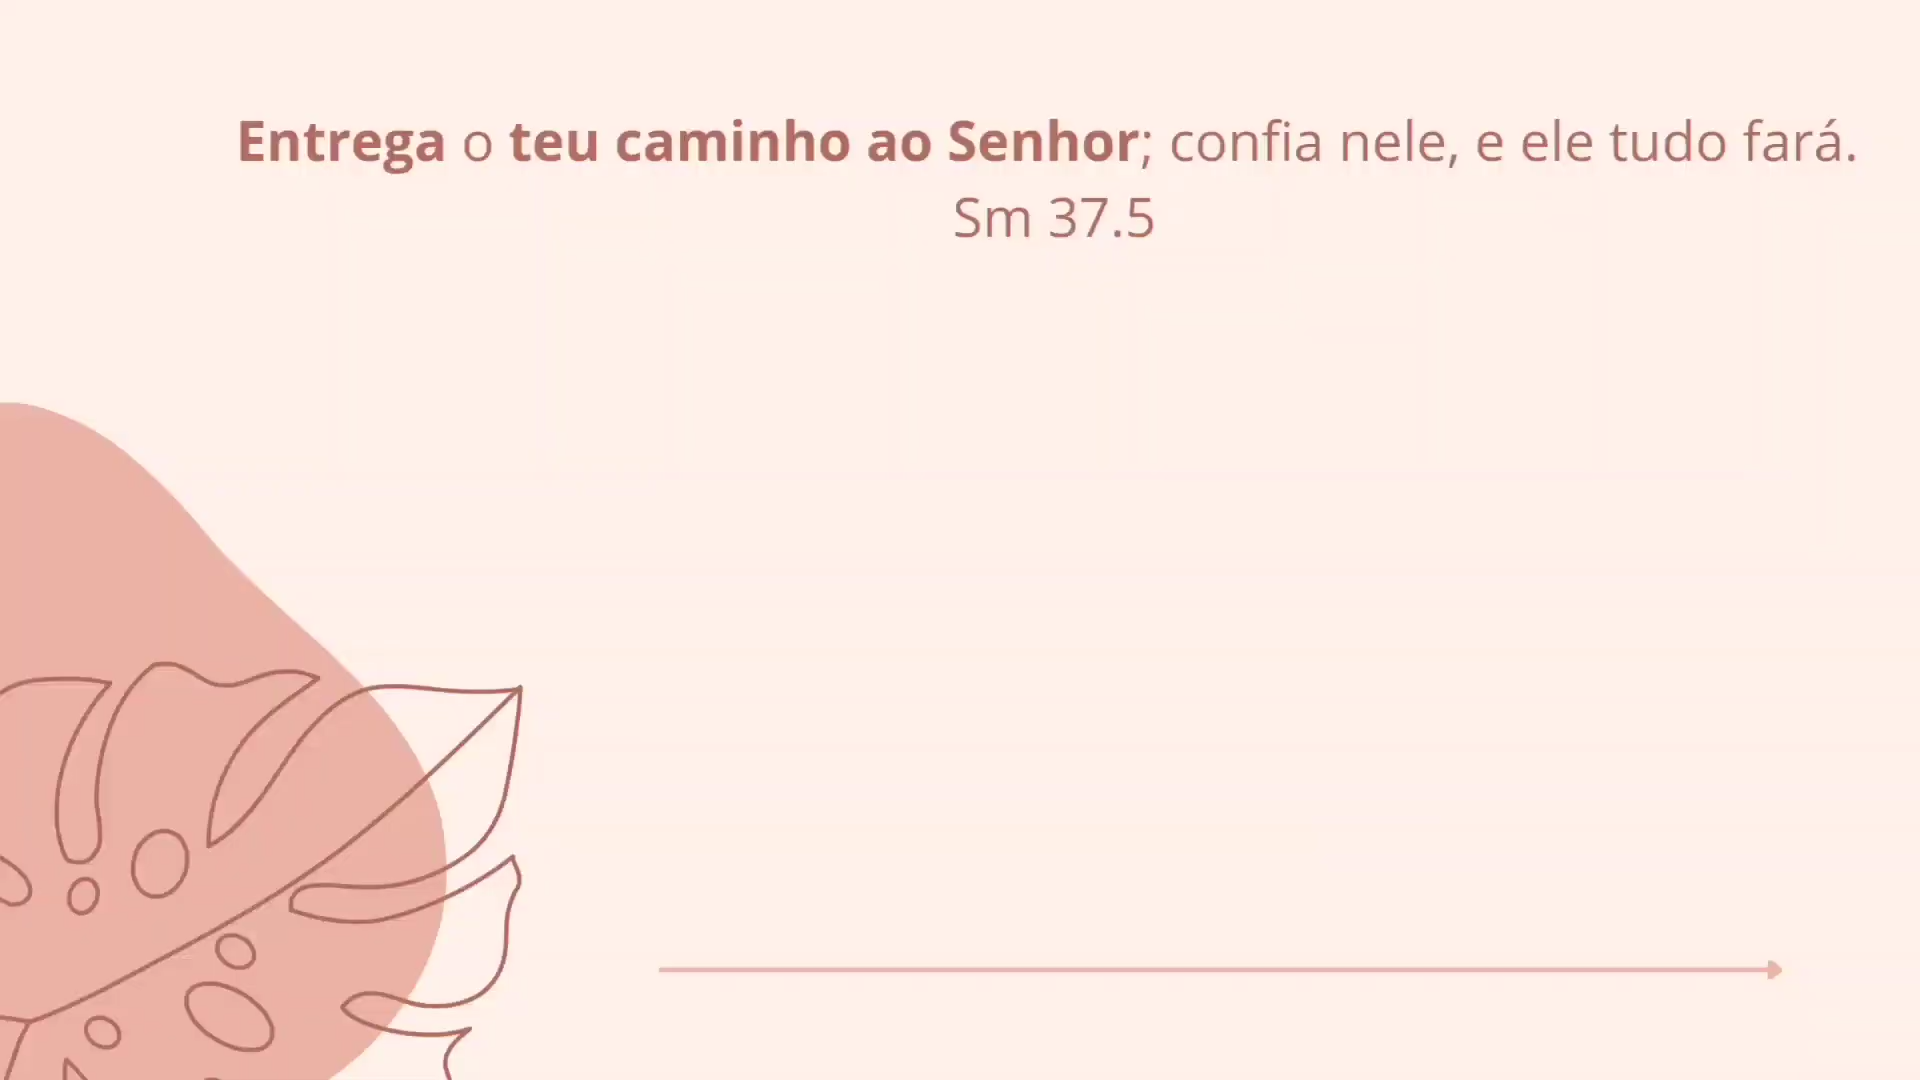 Entrega o teu caminho ao Senhor; confia nele, e ele tudo fará.
Sm 37.5